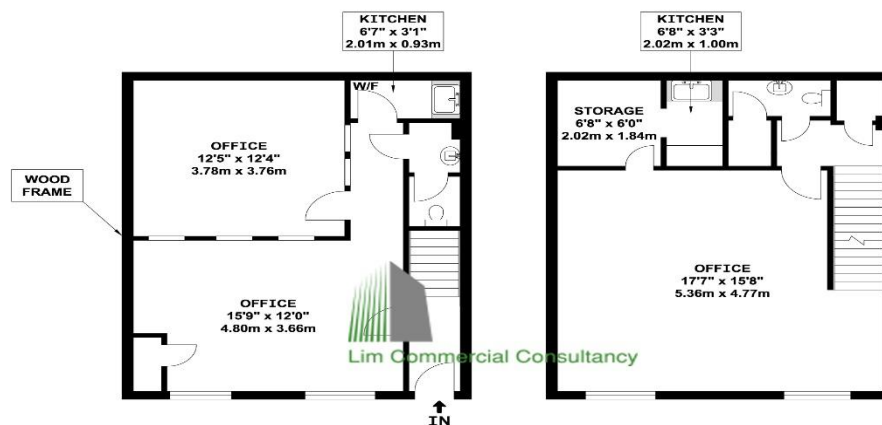 KITCHEN
6'7" x 3'1"
2.01m x 0.93m
KITCHEN
6'8" x 3'3"
2.02m x 1.00m
W/F
OFFICE
12'5" x 12'4"
3.78m x 3.76m
STORAGE
6'8" x 6'0"
2.02m x 1.84m
WOOD
FRAME
OFFICE
15'9" x 12'0"
4.80m x 3.66m
OFFICE
17'7" x 15'8"
5.36m x 4.77m
Lim Commercial Consultancy
IN